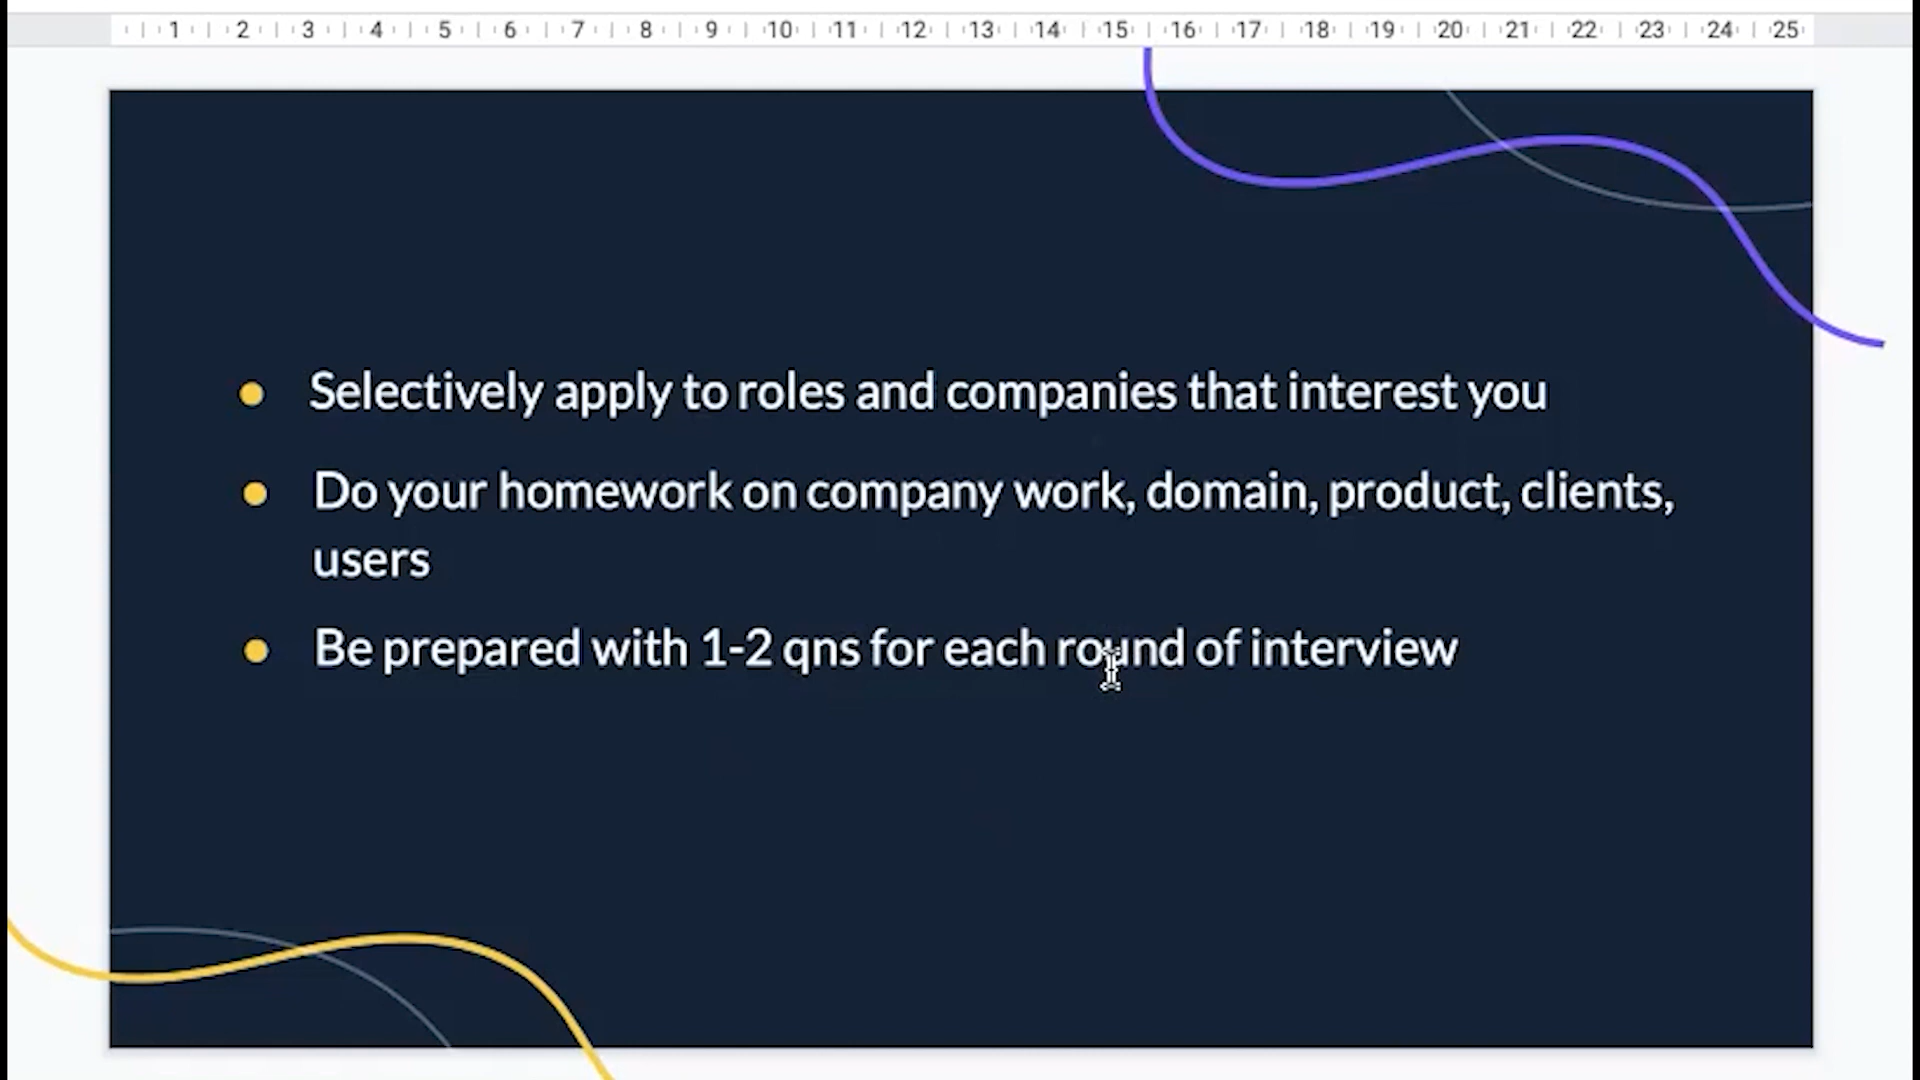 1 2 3 4 5 6 7 8 9 10 11 12 13 14 15 16 17 18 19 20 21 22 23 24 25
● Selectively apply to roles and companies that interest you
● Do your homework on company work, domain, product, clients,
users
● Be prepared with 1-2 qns for each round of interview